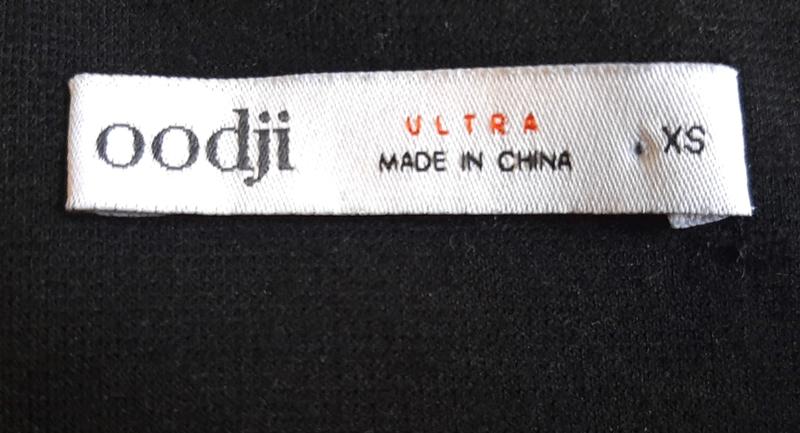 oodji
ULTRA
MADE IN CHINA
XS